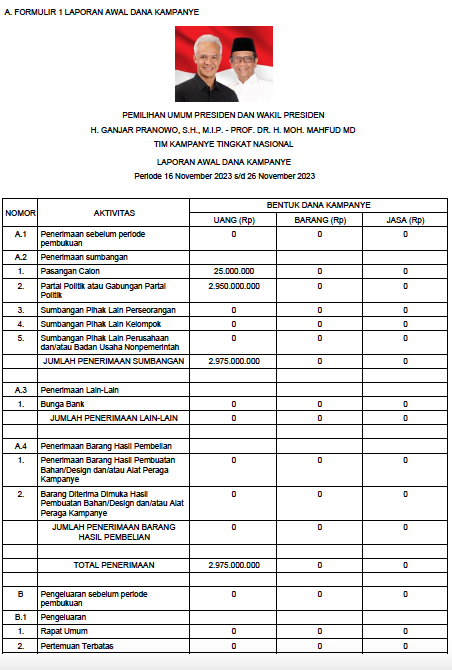 A. FORMULIR 1 LAPORAN AWAL DANA KAMPANYE
PEMILIHAN UMUM PRESIDEN DAN WAKIL PRESIDEN
H. GANJAR PRANOWO, S.H., M.I.P. - PROF. DR. H. MOH. MAHFUD MD
TIM KAMPANYE TINGKAT NASIONAL
LAPORAN AWAL DANA KAMPANYE
Periode 16 November 2023 s/d 26 November 2023
NOMOR AKTIVITAS BENTUK DANA KAMPANYE
UANG (Rp) BARANG (Rp) JASA (Rp)
A.1 Penerimaan sebelum periode 0 0 0
pembukuan
A.2 Penerimaan sumbangan
1. Pasangan Calon 25.000.000 0 0
2. Partai Politik atau Gabungan Partai 2.950.000.000 0 0
Politik
3. Sumbangan Pihak Lain Perseorangan 0 0 0
4. Sumbangan Pihak Lain Kelompok 0 0 0
5. Sumbangan Pihak Lain Perusahaan 0 0 0
dan/atau Badan Usaha Nonpemerintah
JUMLAH PENERIMAAN SUMBANGAN 2.975.000.000 0 0
A.3 Penerimaan Lain-Lain
1. Bunga Bank 0 0 0
JUMLAH PENERIMAAN LAIN-LAIN 0 0 0
A.4 Penerimaan Barang Hasil Pembelian
1. Penerimaan Barang Hasil Pembuatan 0 0 0
Bahan/Design dan/atau Alat Peraga
Kampanye
2. Barang Diterima Dimuka Hasil 0 0 0
Pembuatan Bahan/Design dan/atau Alat
Peraga Kampanye
JUMLAH PENERIMAAN BARANG 0 0 0
HASIL PEMBELIAN
TOTAL PENERIMAAN 2.975.000.000 0 0
B Pengeluaran sebelum periode 0 0 0
pembukuan
B.1 Pengeluaran
1. Rapat Umum 0 0 0
2. Pertemuan Terbatas 0 0 0